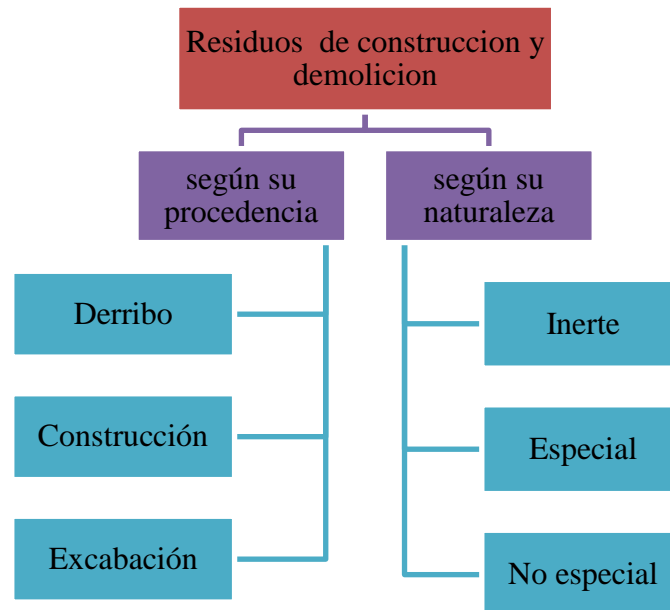 Residuos de construccion y
demolicion
según su
procedencia
según su
naturaleza
Derribo
Construcción
Excabación
Inerte
Especial
No especial